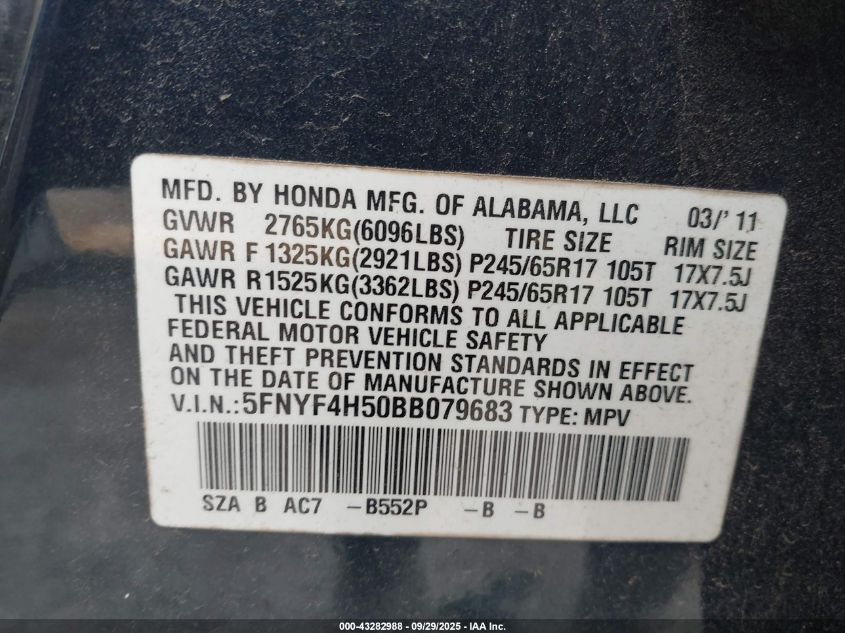 MFD. BY HONDA MFG. OF ALABAMA, LLC 03/'11
GVWR 2765KG(6096LBS) TIRE SIZE RIM SIZE
GAWR F 1325KG(2921LBS) P245/65R17 105T 17X7.5J
GAWR R1525KG(3362LBS) P245/65R17 105T 17X7.5J
THIS VEHICLE CONFORMS TO ALL APPLICABLE
FEDERAL MOTOR VEHICLE SAFETY
AND THEFT PREVENTION STANDARDS IN EFFECT
ON THE DATE OF MANUFACTURE SHOWN ABOVE.
V.I.N.:5FNYF4H50BB079683 TYPE: MPV
SZA B AC7 -B552P -B -B
000-43282988 - 09/29/2025 - IAA Inc.